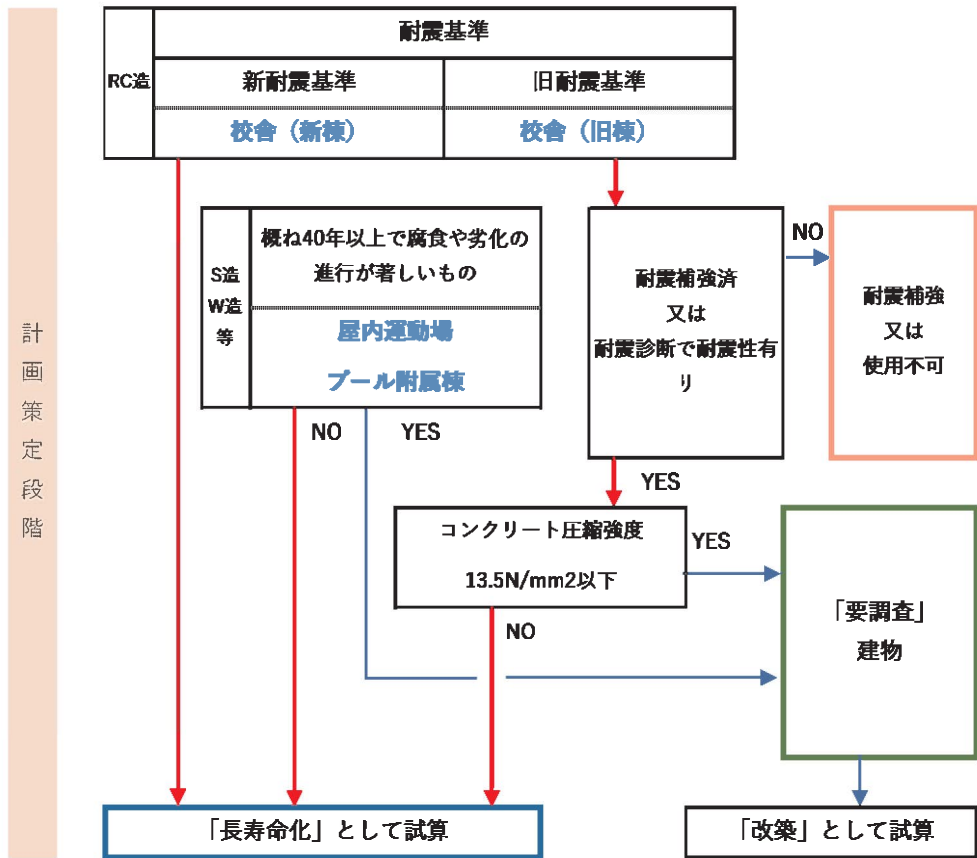 計画策定段階
RC造
耐震基準
新耐震基準
旧耐震基準
校舎（新棟）
校舎（旧棟）
S造
W造
等
概ね40年以上で腐食や劣化の
進行が著しいもの
屋内運動場
プール附属棟
NO
YES
耐震補強済
又は
耐震診断で耐震性有
り
NO
耐震補強
又は
使用不可
YES
コンクリート圧縮強度
13.5N/mm2以下
YES
NO
「要調査」
建物
「長寿命化」として試算
「改築」として試算